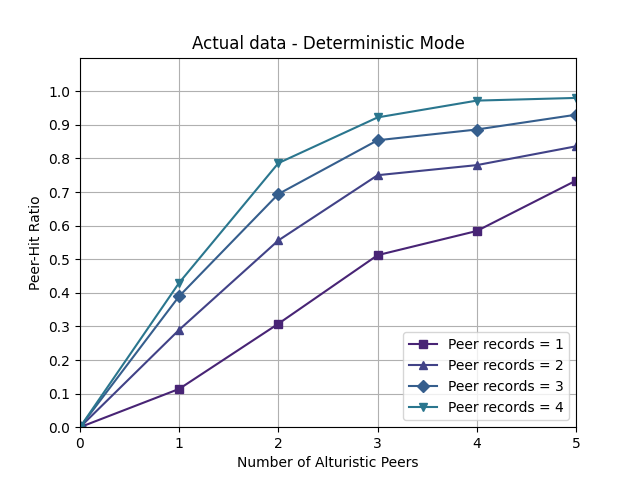 Actual data - Deterministic Mode
Peer-Hit Ratio
1.0
0.9
0.8
0.7
0.6
0.5
0.4
0.3
0.2
0.1
0.0
0 1 2 3 4 5
Number of Alturistic Peers
Peer records = 1
Peer records = 2
Peer records = 3
Peer records = 4